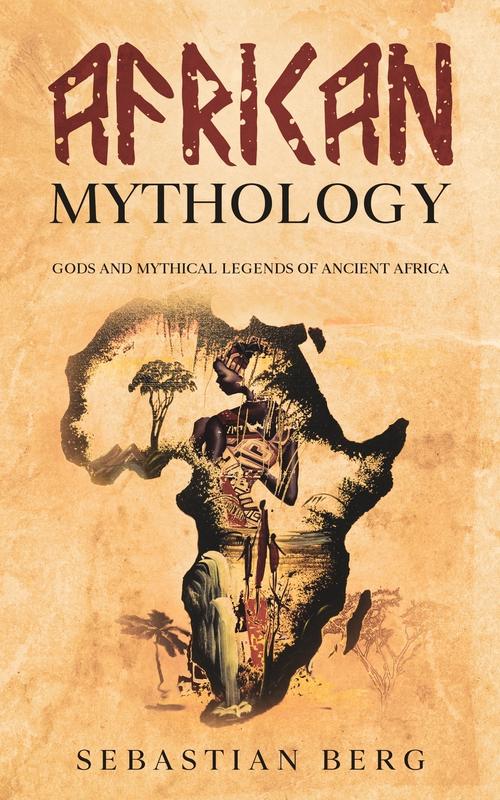 AFRICAN
MYTHOLOGY
GODS AND MYTHICAL LEGENDS OF ANCIENT AFRICA
SEBASTIAN BERG